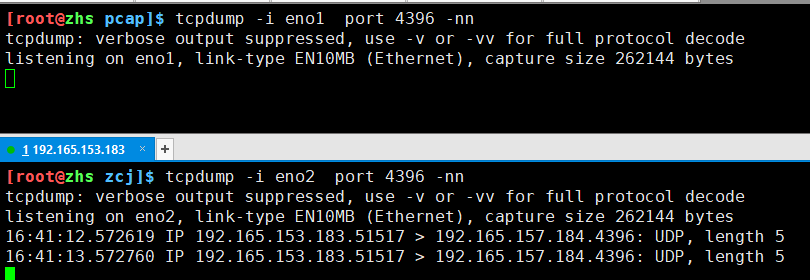 [root@zhs pcap]$ tcpdump -i eno1  port 4396 -nn
tcpdump: verbose output suppressed, use -v or -vv for full protocol decode
listening on eno1, link-type EN10MB (Ethernet), capture size 262144 bytes
1 192.165.153.183 × +
[root@zhs zcj]$ tcpdump -i eno2  port 4396 -nn
tcpdump: verbose output suppressed, use -v or -vv for full protocol decode
listening on eno2, link-type EN10MB (Ethernet), capture size 262144 bytes
16:41:12.572619 IP 192.165.153.183.51517 > 192.165.157.184.4396: UDP, length 5
16:41:13.572760 IP 192.165.153.183.51517 > 192.165.157.184.4396: UDP, length 5